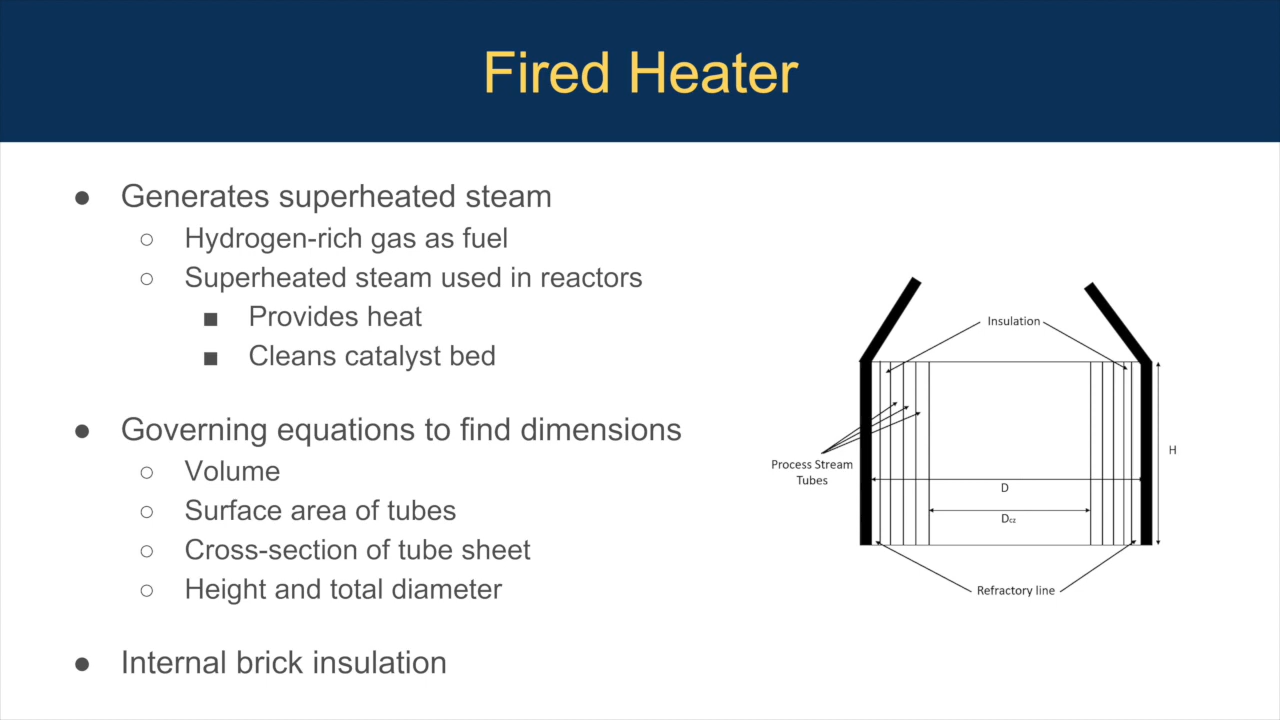 Fired Heater
● Generates superheated steam
○ Hydrogen-rich gas as fuel
○ Superheated steam used in reactors
■ Provides heat
■ Cleans catalyst bed
● Governing equations to find dimensions
○ Volume
○ Surface area of tubes
○ Cross-section of tube sheet
○ Height and total diameter
● Internal brick insulation
Insulation
Process Stream
Tubes
H
D
Dcz
Refractory line